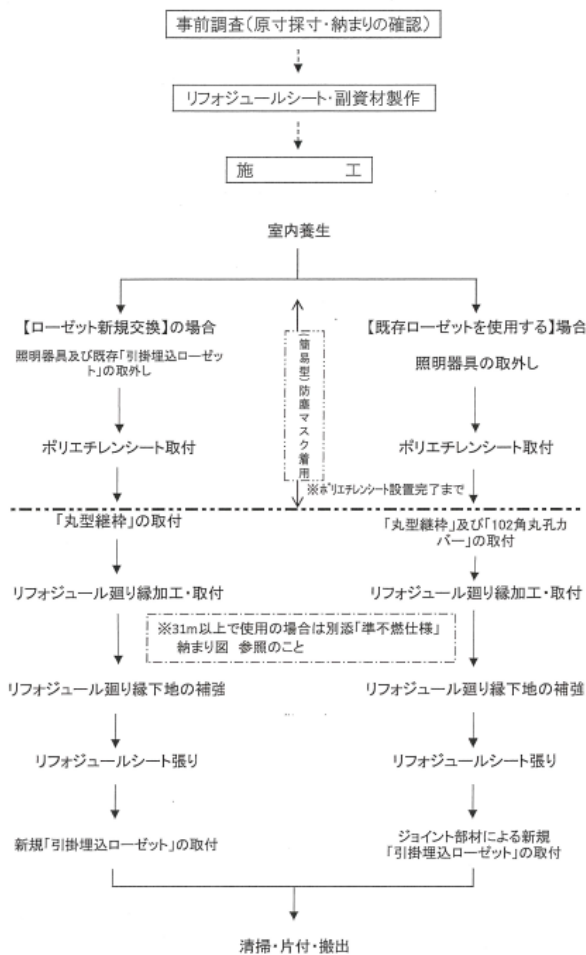 事前調査(原寸採寸・納まりの確認)
リフォジュールシート・副資材製作
施　　　工
室内養生
【ローゼット新規交換】の場合
照明器具及び既存「引掛埋込ローゼッ
ト」の取外し
ポリエチレンシート取付
「丸型継枠」の取付
リフォジュール廻り縁加工・取付
リフォジュール廻り縁下地の補強
リフォジュールシート張り
新規「引掛埋込ローゼット」の取付
(簡易型)防塵マスク着用
※ポリエチレンシート設置完了まで
※31m以上で使用の場合は別添「準不燃仕様」
納まり図　参照のこと
【既存ローゼットを使用する】場合
照明器具の取外し
ポリエチレンシート取付
「丸型継枠」及び「102角丸孔カ
バー」の取付
リフォジュール廻り縁加工・取付
リフォジュール廻り縁下地の補強
リフォジュールシート張り
ジョイント部材による新規
「引掛埋込ローゼット」の取付
清掃・片付・搬出